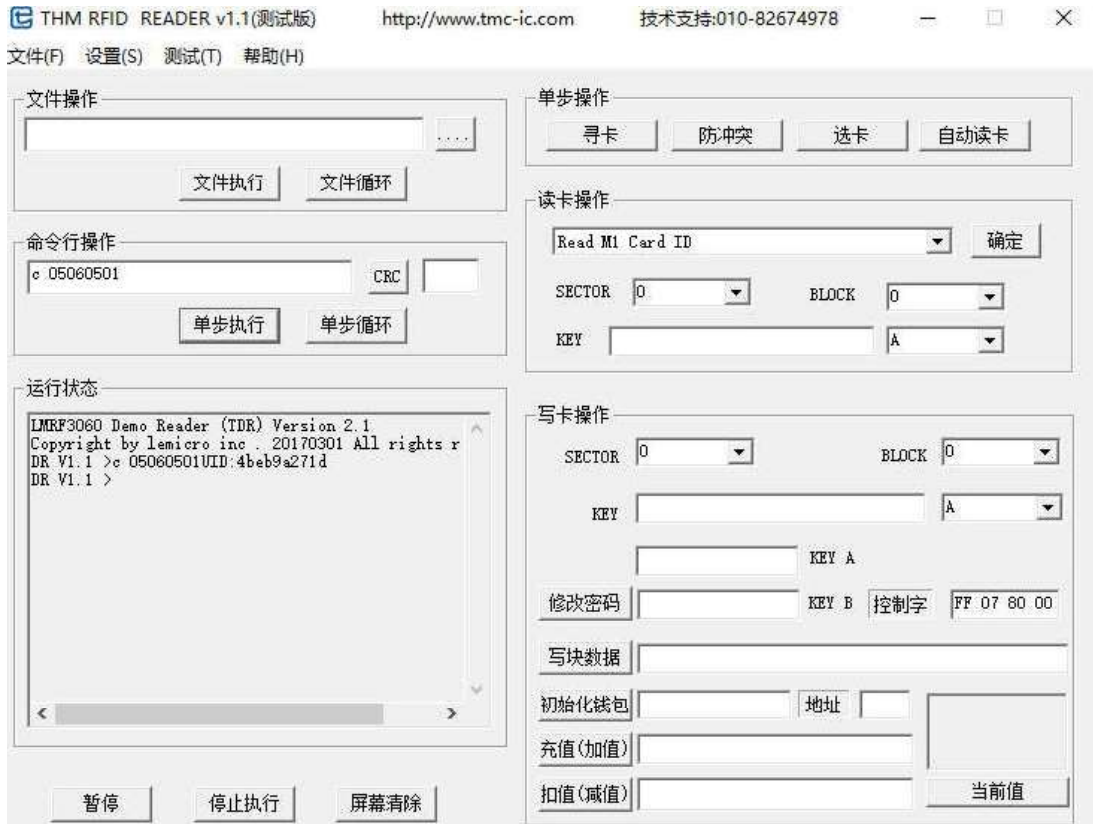 THM RFID READER v1.1(测试版) http://www.tmc-ic.com 技术支持:010-82674978
文件(F) 设置(S) 测试(T) 帮助(H)
文件操作
....
文件执行 文件循环
命令行操作
c 05060501 CRC
单步执行 单步循环
运行状态
LMRF3060 Demo Reader (TDR) Version 2.1
Copyright by lemicro inc . 20170301 All rights r
DR V1.1 >c 05060501UID:4beb9a271d
DR V1.1 >
暂停 停止执行 屏幕清除
单步操作
寻卡 防冲突 选卡 自动读卡
读卡操作
Read M1 Card ID 确定
SECTOR 0 BLOCK 0
KEY A
写卡操作
SECTOR 0 BLOCK 0
KEY A
KEY A
修改密码 KEY B 控制字 FF 07 80 00
写块数据
初始化钱包 地址
充值(加值)
扣值(减值) 当前值